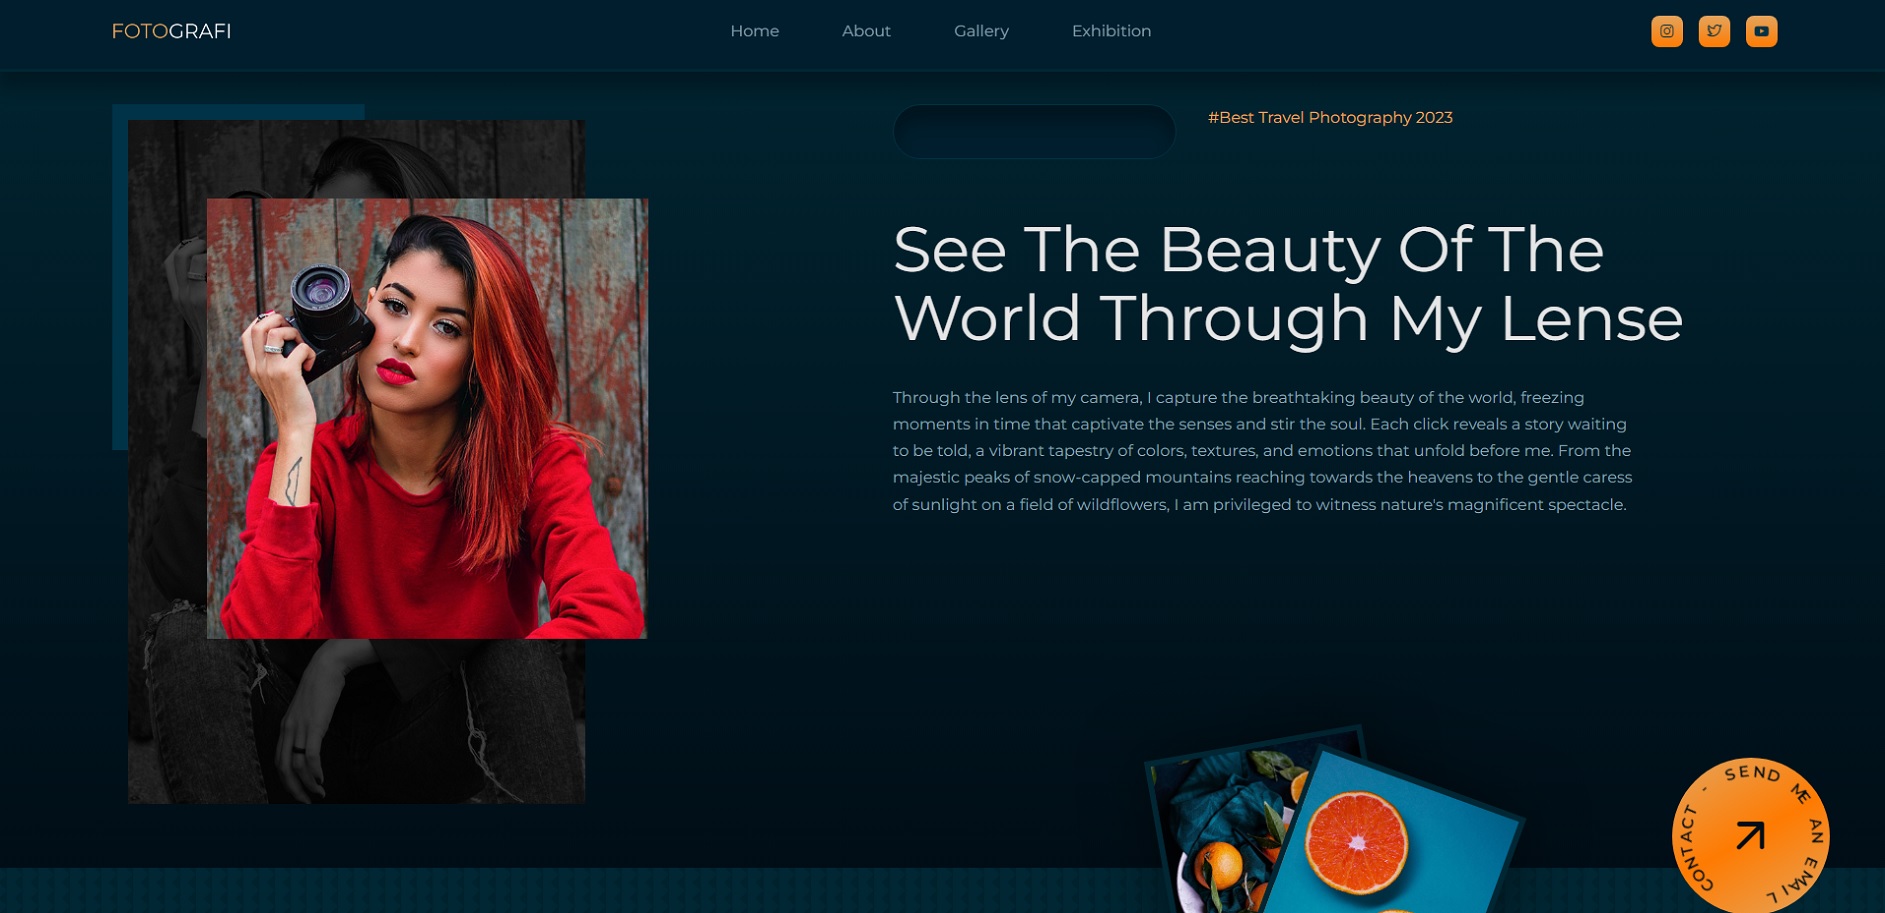 FOTOGRAFI
Home
About
Gallery
Exhibition
#Best Travel Photography 2023
See The Beauty Of The
World Through My Lense
Through the lens of my camera, I capture the breathtaking beauty of the world, freezing
moments in time that captivate the senses and stir the soul. Each click reveals a story waiting
to be told, a vibrant tapestry of colors, textures, and emotions that unfold before me. From the
majestic peaks of snow-capped mountains reaching towards the heavens to the gentle caress
of sunlight on a field of wildflowers, I am privileged to witness nature's magnificent spectacle.
CONTACT - SEND ME AN EMAIL